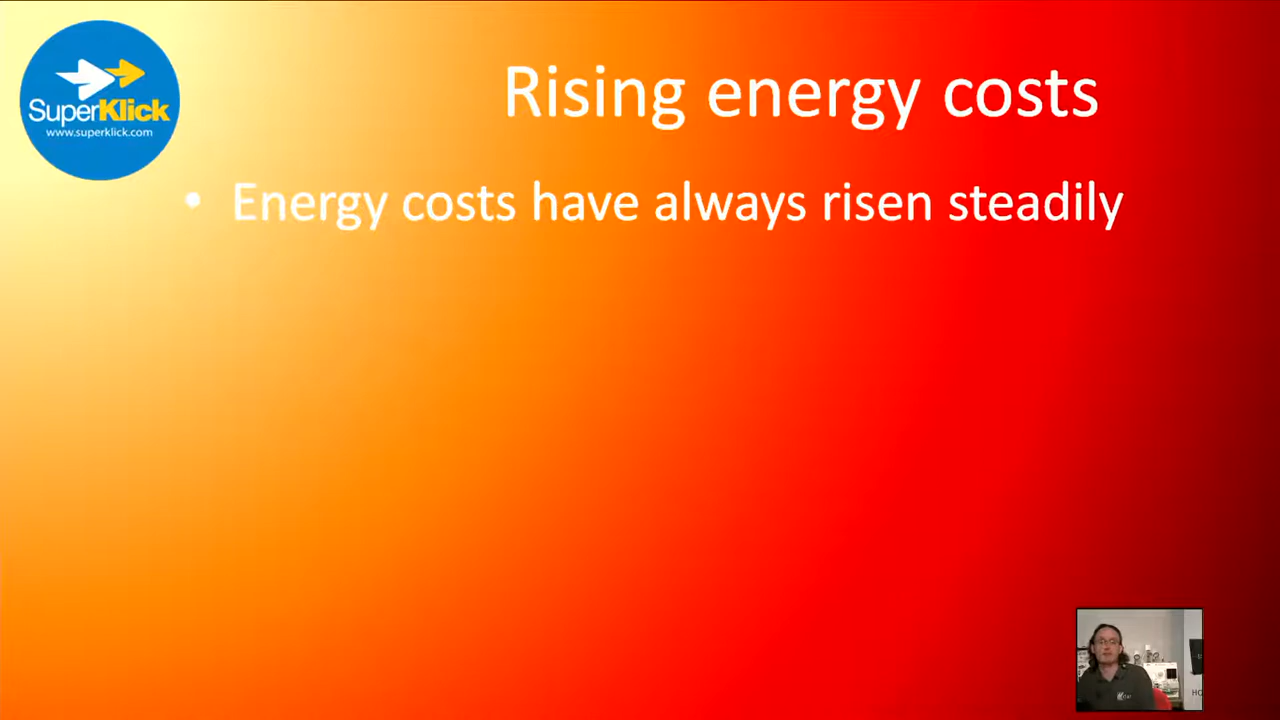 SuperKlick
www.superklick.com
Rising energy costs
• Energy costs have always risen steadily